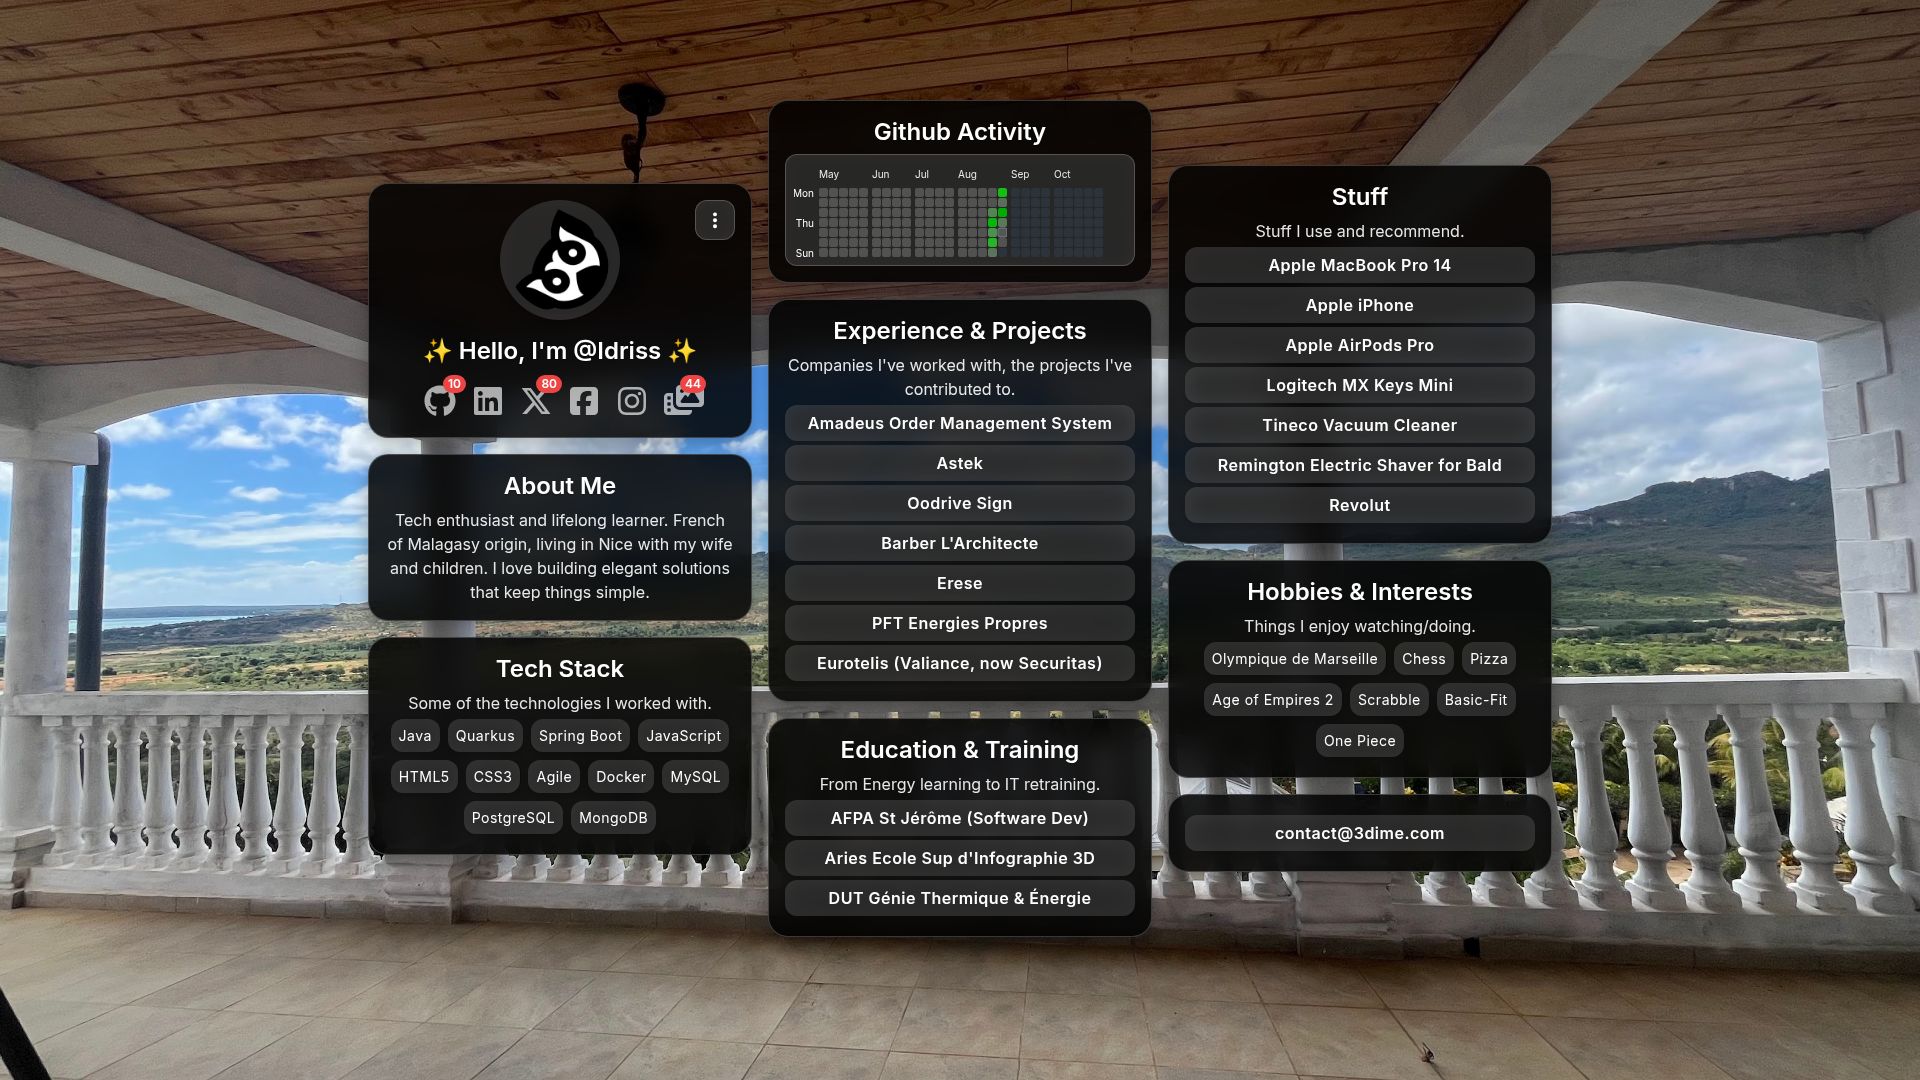 ✨ Hello, I'm @Idriss ✨
10
80
44
About Me
Tech enthusiast and lifelong learner. French
of Malagasy origin, living in Nice with my wife
and children. I love building elegant solutions
that keep things simple.
Tech Stack
Some of the technologies I worked with.
Java Quarkus Spring Boot JavaScript
HTML5 CSS3 Agile Docker MySQL
PostgreSQL MongoDB
Github Activity
May Jun Jul Aug Sep Oct
Mon
Thu
Sun
Experience & Projects
Companies I've worked with, the projects I've
contributed to.
Amadeus Order Management System
Astek
Oodrive Sign
Barber L'Architecte
Erese
PFT Energies Propres
Eurotelis (Valiance, now Securitas)
Education & Training
From Energy learning to IT retraining.
AFPA St Jérôme (Software Dev)
Aries Ecole Sup d'Infographie 3D
DUT Génie Thermique & Énergie
Stuff
Stuff I use and recommend.
Apple MacBook Pro 14
Apple iPhone
Apple AirPods Pro
Logitech MX Keys Mini
Tineco Vacuum Cleaner
Remington Electric Shaver for Bald
Revolut
Hobbies & Interests
Things I enjoy watching/doing.
Olympique de Marseille Chess Pizza
Age of Empires 2 Scrabble Basic-Fit
One Piece
contact@3dime.com